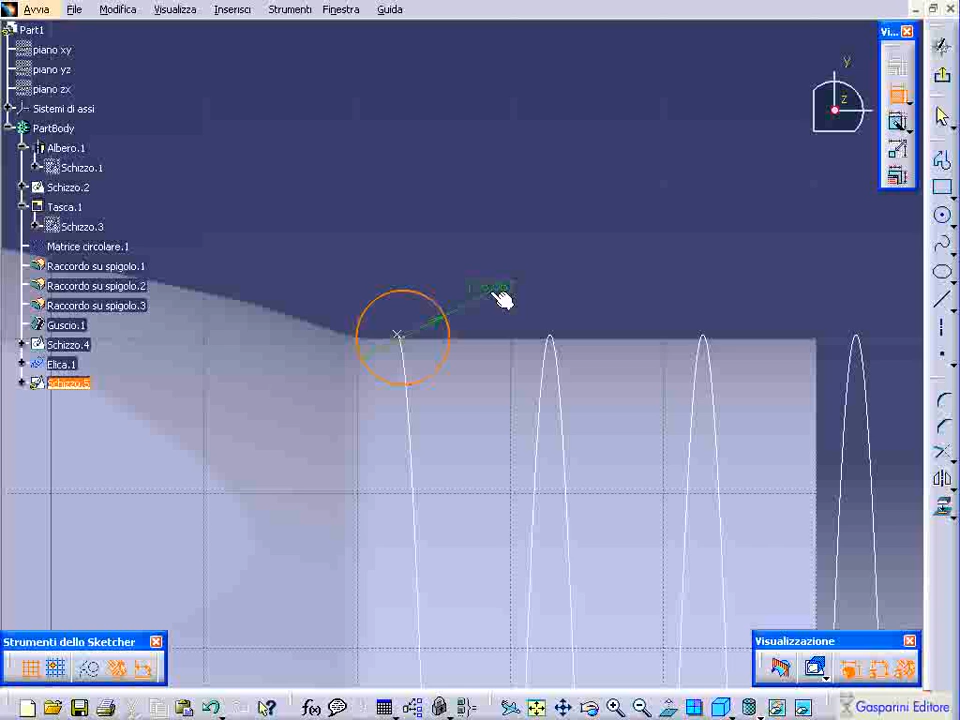 Avvia File Modifica Visualizza Inserisci Strumenti Finestra Guida
Part1
piano xy
piano yz
piano zx
Sistemi di assi
PartBody
Albero.1
Schizzo.1
Schizzo.2
Tasca.1
Schizzo.3
Matrice circolare.1
Raccordo su spigolo.1
Raccordo su spigolo.2
Raccordo su spigolo.3
Guscio.1
Schizzo.4
Elica.1
Schizzo.5
Vi...
y
z
Strumenti dello Sketcher
Visualizzazione
f(x)
Gasparini Editore